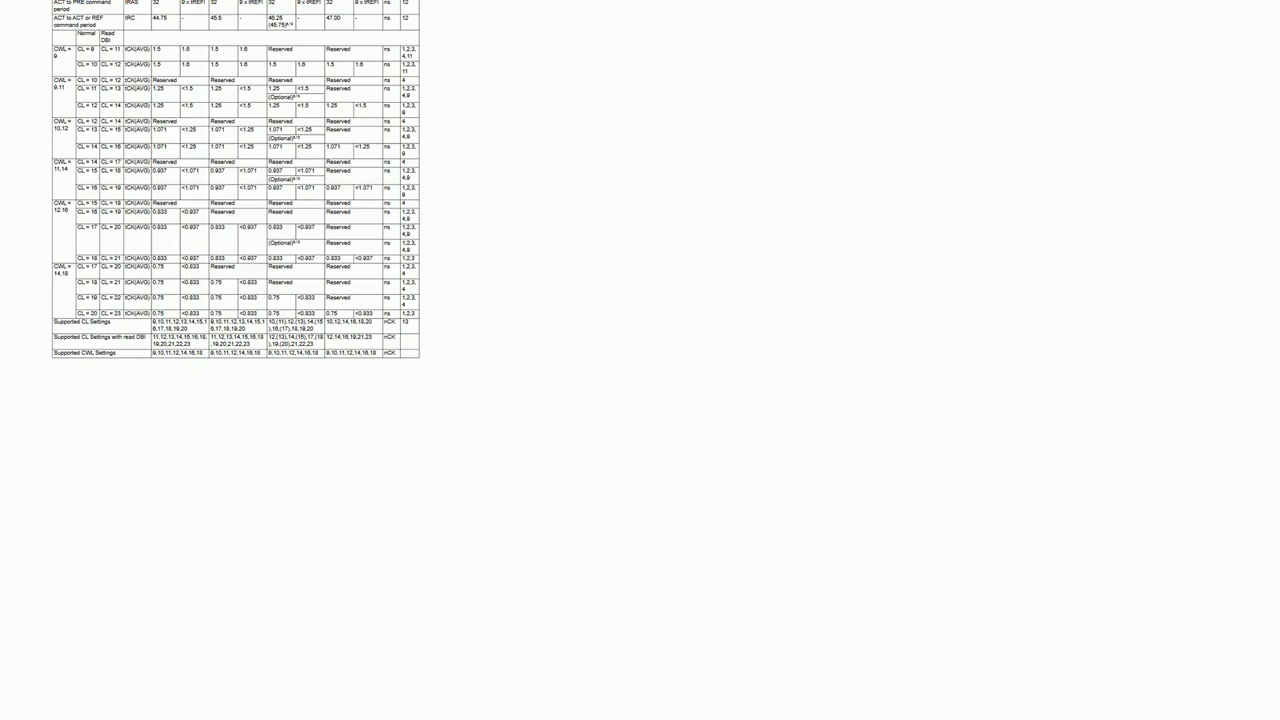 ACT to PRE command period tRAS 32 9 x tREFI 32 9 x tREFI 32 9 x tREFI 32 9 x tREFI ns 12
ACT to ACT or REF command period tRC 44.75 - 45.5 - 46.25 (45.75) - 47.00 - ns 12
Normal Read DBI
CWL = 9 CL = 9 CL = 11 tCK(AVG) 1.5 1.6 1.5 1.6 Reserved Reserved ns 1,2,3,4,11
CL = 10 CL = 12 tCK(AVG) 1.5 1.6 1.5 1.6 1.5 1.6 1.5 1.6 ns 1,2,3,11
CWL = 9,11 CL = 10 CL = 12 tCK(AVG) Reserved Reserved Reserved Reserved ns 4
CL = 11 CL = 13 tCK(AVG) 1.25 <1.5 1.25 <1.5 1.25 <1.5 (Optional) Reserved ns 1,2,3,4,9
CL = 12 CL = 14 tCK(AVG) 1.25 <1.5 1.25 <1.5 1.25 <1.5 1.25 <1.5 ns 1,2,3,9
CWL = 10,12 CL = 12 CL = 14 tCK(AVG) Reserved Reserved Reserved Reserved ns 4
CL = 13 CL = 15 tCK(AVG) 1.071 <1.25 1.071 <1.25 1.071 <1.25 (Optional) Reserved ns 1,2,3,4,9
CL = 14 CL = 16 tCK(AVG) 1.071 <1.25 1.071 <1.25 1.071 <1.25 1.071 <1.25 ns 1,2,3,9
CWL = 11,14 CL = 14 CL = 17 tCK(AVG) Reserved Reserved Reserved Reserved ns 4
CL = 15 CL = 18 tCK(AVG) 0.937 <1.071 0.937 <1.071 0.937 <1.071 (Optional) Reserved ns 1,2,3,4,9
CL = 16 CL = 19 tCK(AVG) 0.937 <1.071 0.937 <1.071 0.937 <1.071 0.937 <1.071 ns 1,2,3,9
CWL = 12,16 CL = 15 CL = 18 tCK(AVG) Reserved Reserved Reserved Reserved ns 4
CL = 16 CL = 19 tCK(AVG) 0.833 <0.937 Reserved Reserved Reserved ns 1,2,3,4,9
CL = 17 CL = 20 tCK(AVG) 0.833 <0.937 0.833 <0.937 0.833 <0.937 Reserved ns 1,2,3,4,9
(Optional) Reserved ns 1,2,3,4,9
CL = 18 CL = 21 tCK(AVG) 0.833 <0.937 0.833 <0.937 0.833 <0.937 0.833 <0.937 ns 1,2,3
CWL = 14,18 CL = 17 CL = 20 tCK(AVG) 0.75 <0.833 Reserved Reserved Reserved ns 1,2,3,4
CL = 18 CL = 21 tCK(AVG) 0.75 <0.833 0.75 <0.833 Reserved Reserved ns 1,2,3,4
CL = 19 CL = 22 tCK(AVG) 0.75 <0.833 0.75 <0.833 0.75 <0.833 Reserved ns 1,2,3,4
CL = 20 CL = 23 tCK(AVG) 0.75 <0.833 0.75 <0.833 0.75 <0.833 0.75 <0.833 ns 1,2,3
Supported CL Settings 9,10,11,12,13,14,15,16,17,18,19,20 9,10,11,12,13,14,15,16,17,18,19,20 10,(11),12,(13),14,(15),16,(17),18,19,20 10,12,14,16,18,20 nCK 13
Supported CL Settings with read DBI 11,12,13,14,15,16,18,19,20,21,22,23 11,12,13,14,15,16,18,19,20,21,22,23 12,(13),14,(15),17,(18),19,(20),21,22,23 12,14,16,19,21,23 nCK
Supported CWL Settings 9,10,11,12,14,16,18 9,10,11,12,14,16,18 9,10,11,12,14,16,18 9,10,11,12,14,16,18 nCK